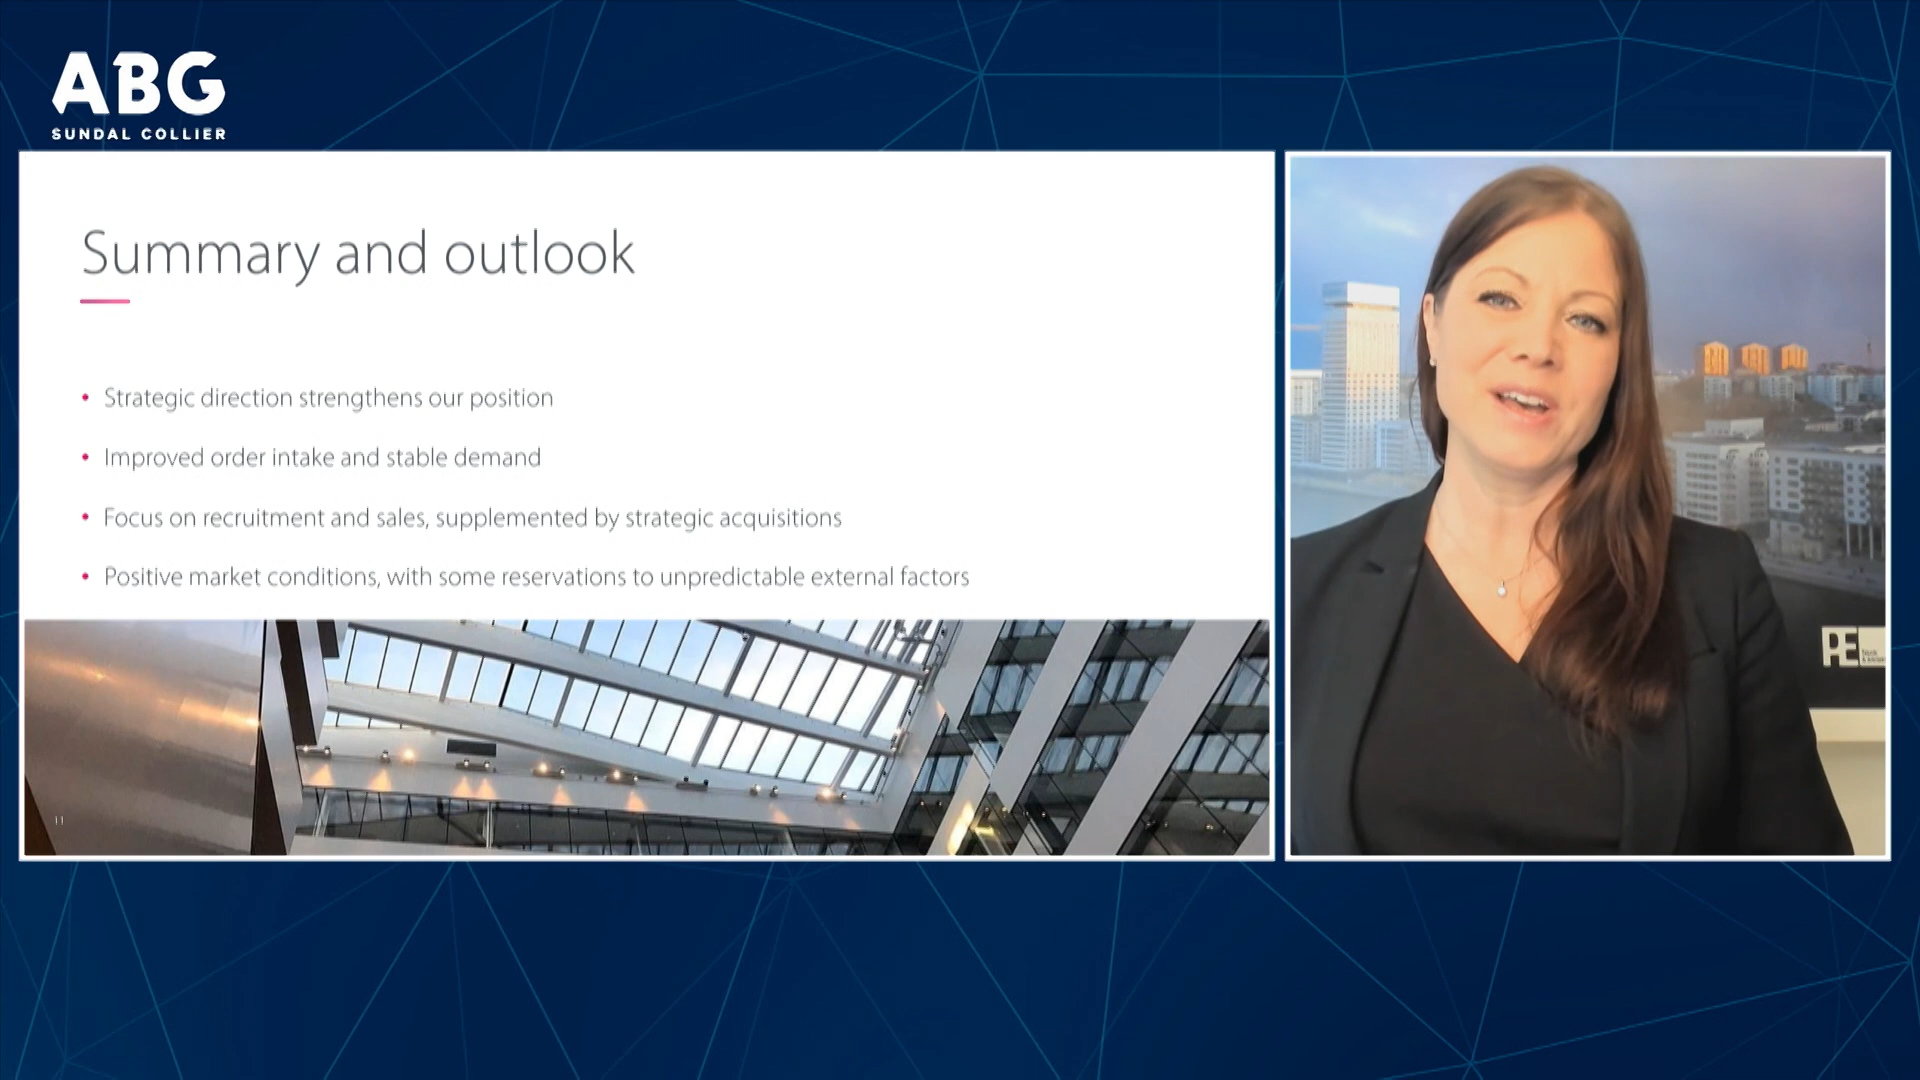 ABG
SUNDAL COLLIER
Summary and outlook
• Strategic direction strengthens our position
• Improved order intake and stable demand
• Focus on recruitment and sales, supplemented by strategic acquisitions
• Positive market conditions, with some reservations to unpredictable external factors
11
PE